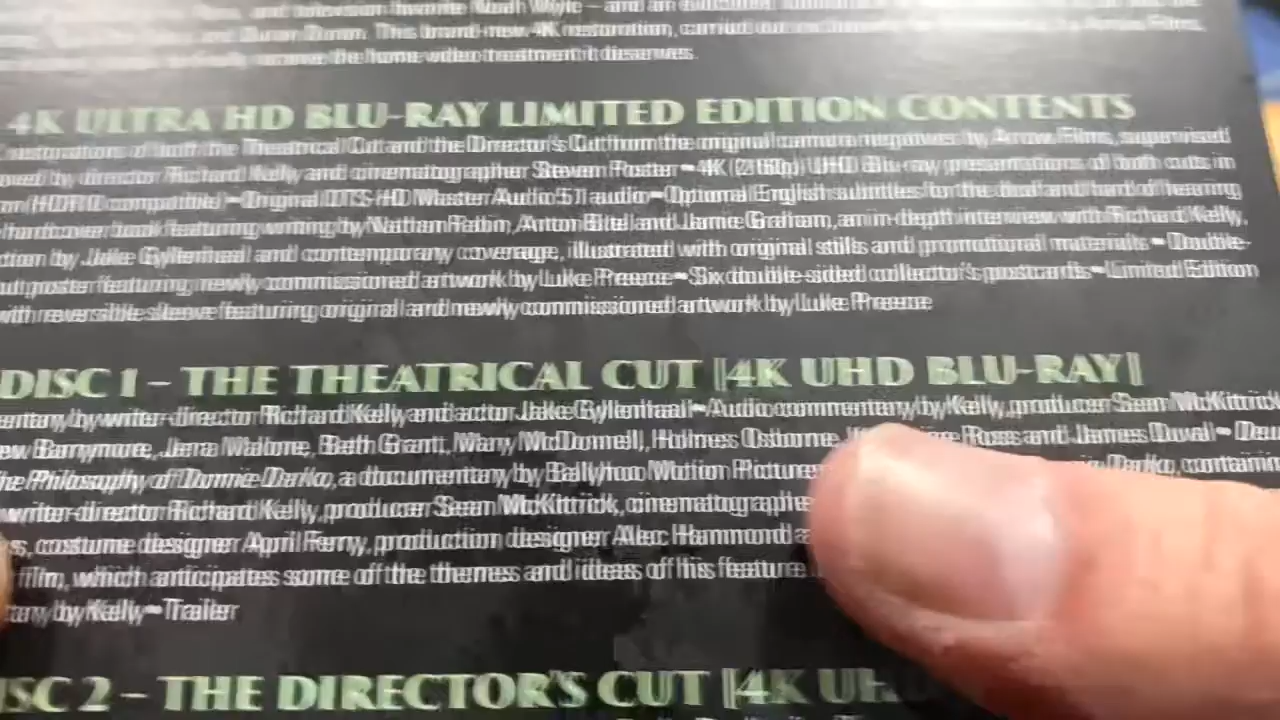 and television favorite Noah Wyle – and an
and Duran Duran. This brand-new 4K restoration, carried out by Arrow Films,
receive the home video treatment it deserves.
4K ULTRA HD BLU-RAY LIMITED EDITION CONTENTS
restorations of both the Theatrical Cut and the Director's Cut from the original camera negatives by Arrow Films, supervised
by director Richard Kelly and cinematographer Steven Poster • 4K (2160p) UHD Blu-ray presentations of both cuts in
(HDR10 compatible) • Original DTS-HD Master Audio 5.1 audio • Optional English subtitles for the deaf and hard of hearing
hardcover book featuring writing by Nathan Rabin, Anton Bitel and Jamie Graham, an in-depth interview with Richard Kelly,
by Jake Gyllenhaal and contemporary coverage, illustrated with original stills and promotional materials • Double-
poster featuring newly commissioned artwork by Luke Preece • Six double-sided collector's postcards • Limited Edition
with reversible sleeve featuring original and newly commissioned artwork by Luke Preece
DISC 1 – THE THEATRICAL CUT [4K UHD BLU-RAY]
by writer-director Richard Kelly and actor Jake Gyllenhaal • Audio commentary by Kelly, producer Sean McKittrick
Barrymore, Jena Malone, Beth Grant, Mary McDonnell, Holmes Osborne, Ross and James Duval •
Philosophy of Donnie Darko, a documentary by Ballyhoo Motion Picture Darko,
writer-director Richard Kelly, producer Sean McKittrick,
costume designer April Ferry, production designer Alec Hammond
film, which anticipates some of the themes and ideas of his feature
by Kelly • Trailer
DISC 2 – THE DIRECTOR'S CUT [4K